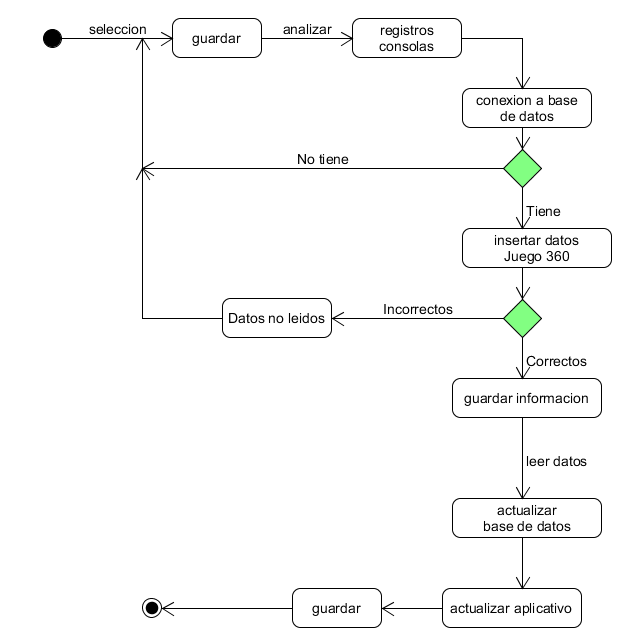 seleccion
guardar
analizar
registros
consolas
conexion a base
de datos
No tiene
Tiene
insertar datos
Juego 360
Datos no leidos
Incorrectos
Correctos
guardar informacion
leer datos
actualizar
base de datos
guardar
actualizar aplicativo